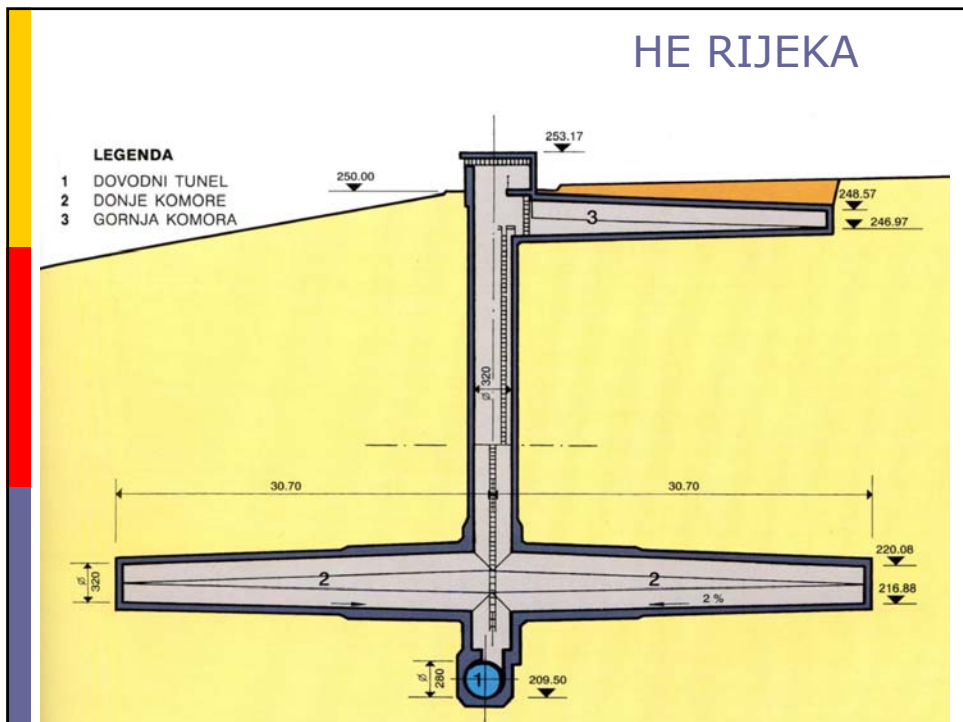 HE RIJEKA
LEGENDA
1 DOVODNI TUNEL
2 DONJE KOMORE
3 GORNJA KOMORA
253.17
250.00
248.57
246.97
3
Ø 320
30.70 30.70
220.08
216.88
Ø 320
2 2
2 %
Ø 280
1
209.50